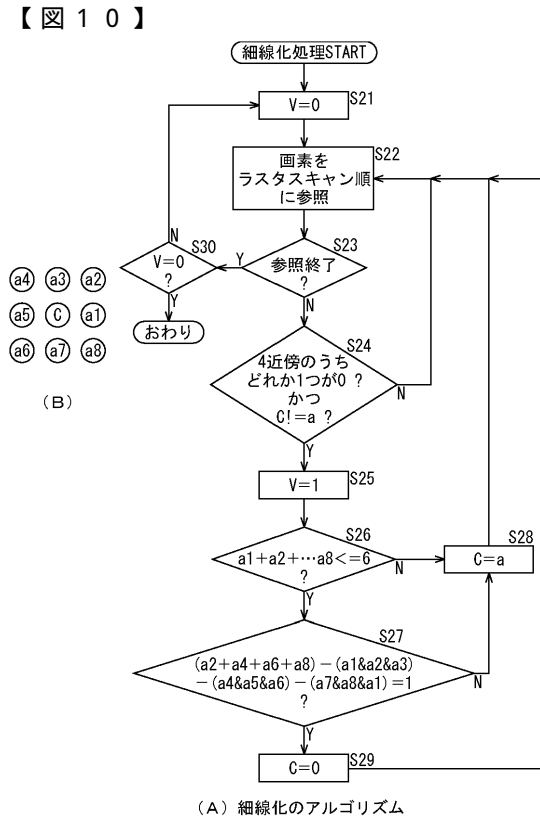 【図１０】
細線化処理START
V=0
S21
画素を
ラスタスキャン順
に参照
S22
参照終了
?
S23
Y
N
V=0
?
S30
N
Y
おわり
a4 a3 a2
a5 C a1
a6 a7 a8
(B)
4近傍のうち
どれか1つが0 ?
かつ
C!=a ?
S24
N
Y
V=1
S25
a1+a2+…a8<=6
?
S26
N
Y
C=a
S28
(a2+a4+a6+a8)-(a1&a2&a3)
-(a4&a5&a6)-(a7&a8&a1)=1
?
S27
N
Y
C=0
S29
(A) 細線化のアルゴリズム